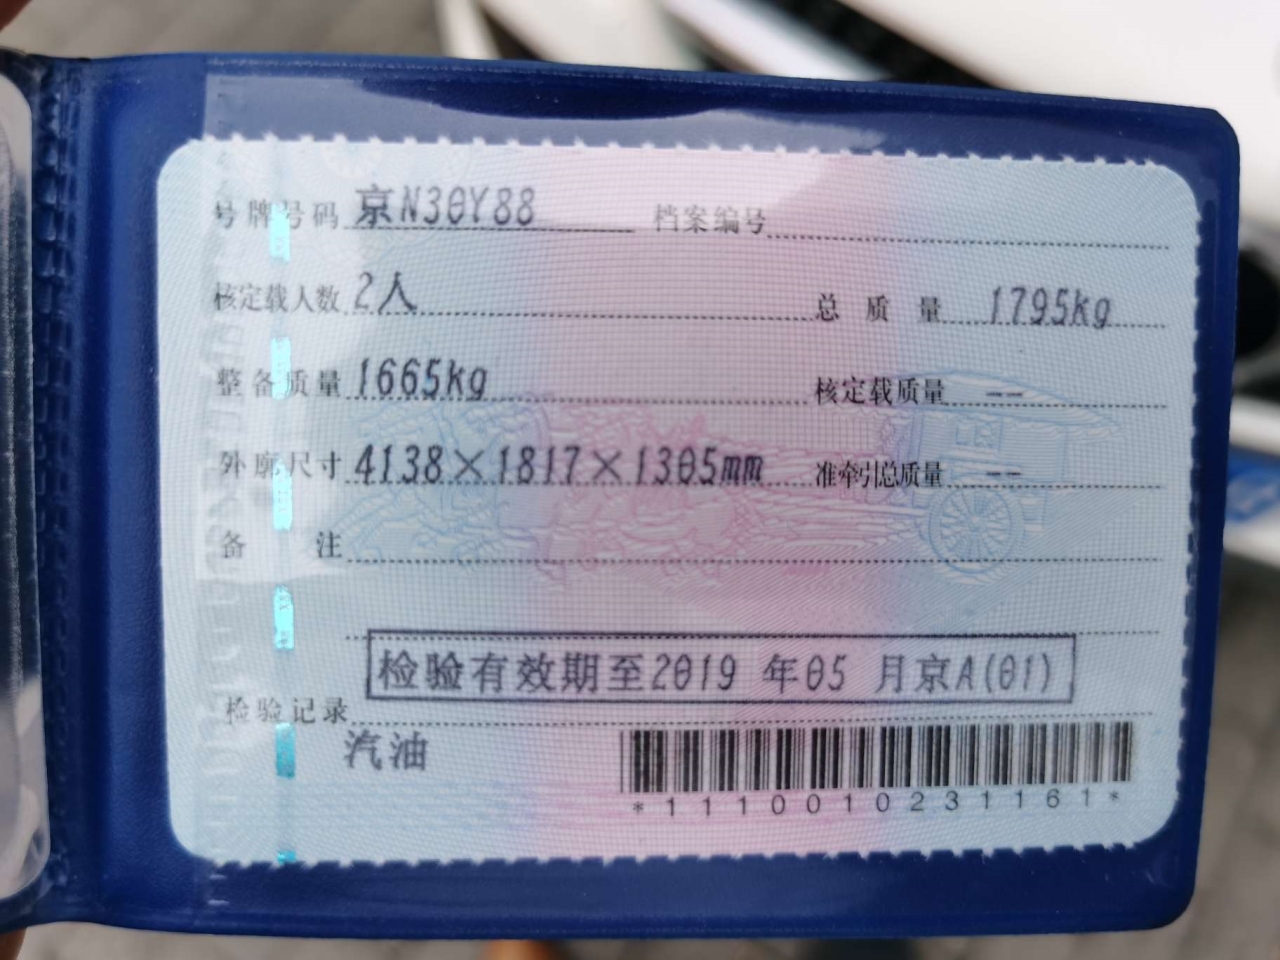 号牌号码 京N30Y88 档案编号
核定载人数 2人 总质量 1795kg
整备质量 1665kg 核定载质量 --
外廓尺寸 4138×1817×1305mm 准牵引总质量 --
备注
检验有效期至2019 年05 月京A(01)
检验记录
汽油
*1110010231161*